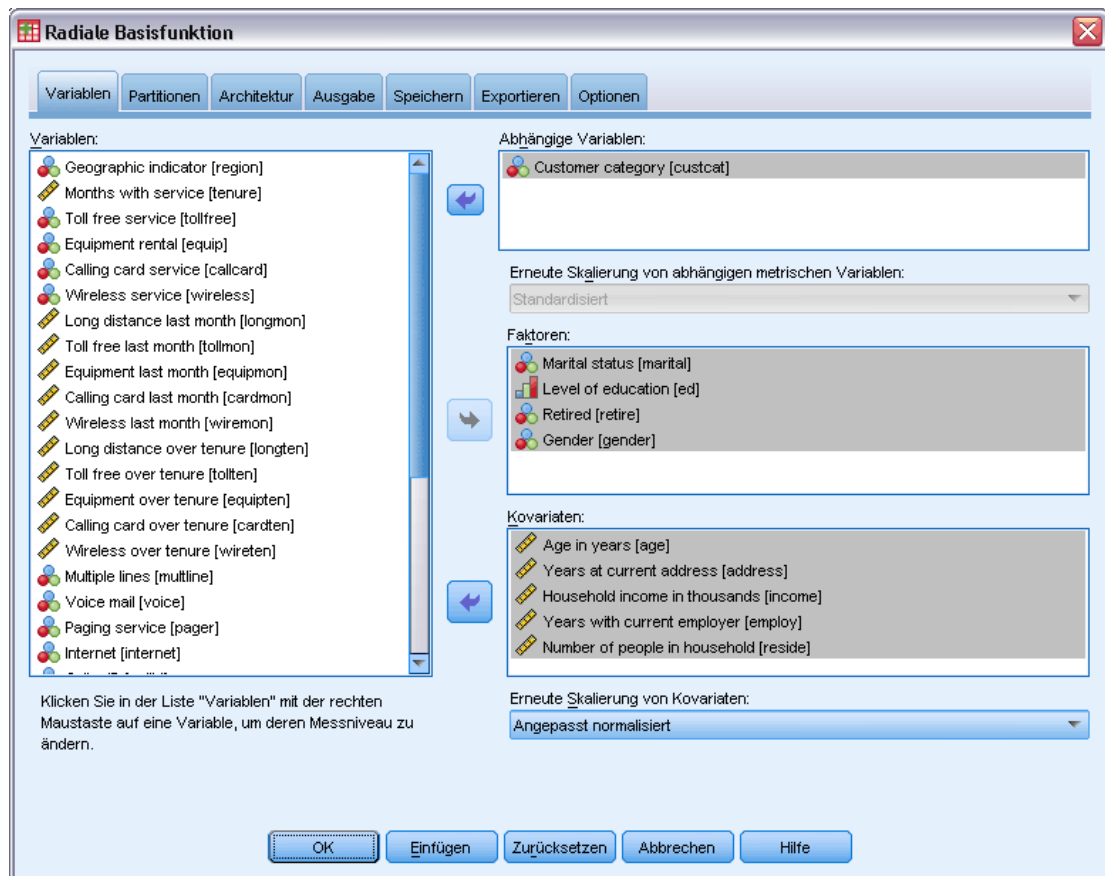 Radiale Basisfunktion
Variablen
Partitionen
Architektur
Ausgabe
Speichern
Exportieren
Optionen
Variablen:
Geographic indicator [region]
Months with service [tenure]
Toll free service [tollfree]
Equipment rental [equip]
Calling card service [callcard]
Wireless service [wireless]
Long distance last month [longmon]
Toll free last month [tollmon]
Equipment last month [equipmon]
Calling card last month [cardmon]
Wireless last month [wiremon]
Long distance over tenure [longten]
Toll free over tenure [tollten]
Equipment over tenure [equipten]
Calling card over tenure [cardten]
Wireless over tenure [wireten]
Multiple lines [multline]
Voice mail [voice]
Paging service [pager]
Internet [internet]
Klicken Sie in der Liste "Variablen" mit der rechten
Maustaste auf eine Variable, um deren Messniveau zu
ändern.
Abhängige Variablen:
Customer category [custcat]
Erneute Skalierung von abhängigen metrischen Variablen:
Standardisiert
Faktoren:
Marital status [marital]
Level of education [ed]
Retired [retire]
Gender [gender]
Kovariaten:
Age in years [age]
Years at current address [address]
Household income in thousands [income]
Years with current employer [employ]
Number of people in household [reside]
Erneute Skalierung von Kovariaten:
Angepasst normalisiert
OK
Einfügen
Zurücksetzen
Abbrechen
Hilfe